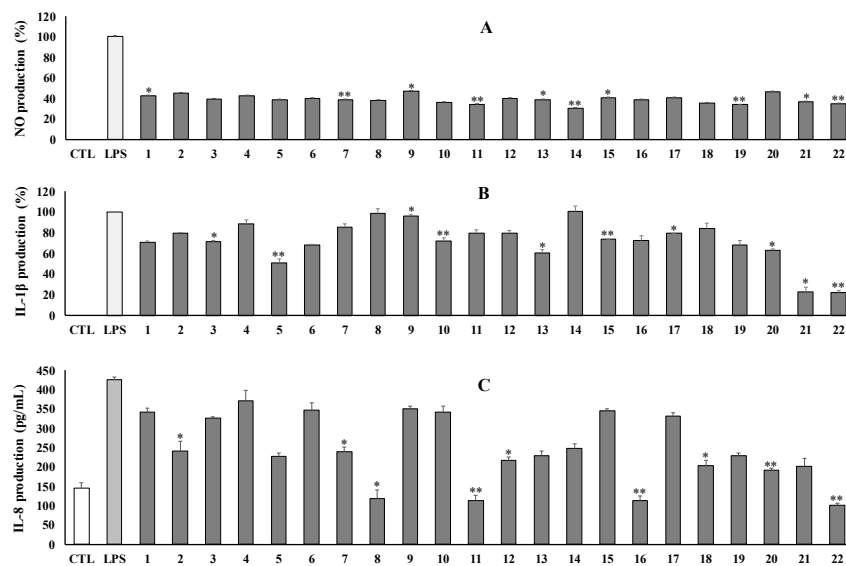 A
NO production (%)
120
100
80
60
40
20
0
* ** * ** * ** * ** * **
CTL LPS 1 2 3 4 5 6 7 8 9 10 11 12 13 14 15 16 17 18 19 20 21 22
B
IL-1β production (%)
120
100
80
60
40
20
0
* ** * ** * ** * * * **
CTL LPS 1 2 3 4 5 6 7 8 9 10 11 12 13 14 15 16 17 18 19 20 21 22
C
IL-8 production (pg/mL)
450
400
350
300
250
200
150
100
50
0
* * * ** * ** * ** **
CTL LPS 1 2 3 4 5 6 7 8 9 10 11 12 13 14 15 16 17 18 19 20 21 22